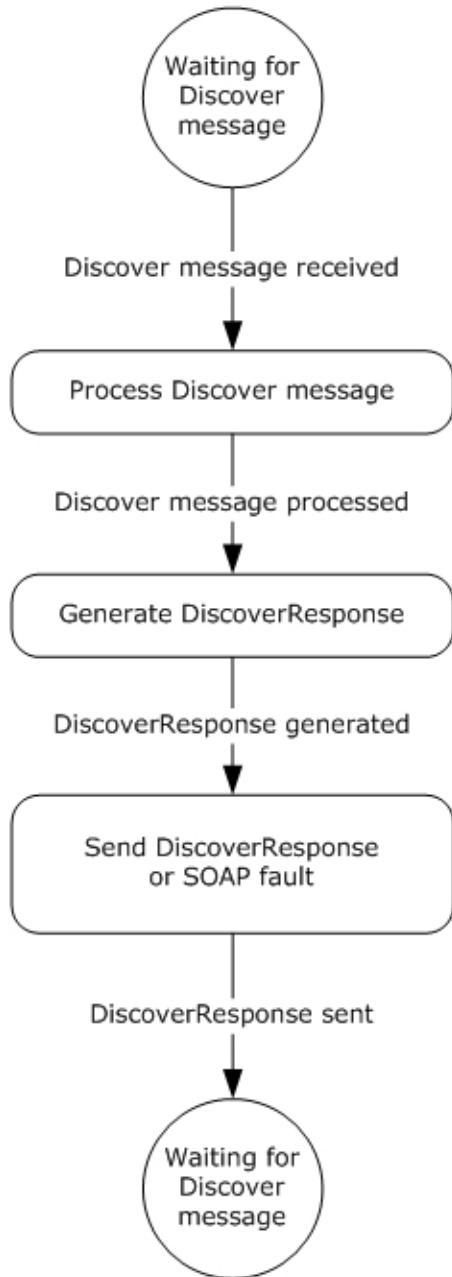 Waiting for
Discover
message
Discover message received
Process Discover message
Discover message processed
Generate DiscoverResponse
DiscoverResponse generated
Send DiscoverResponse
or SOAP fault
DiscoverResponse sent
Waiting for
Discover
message